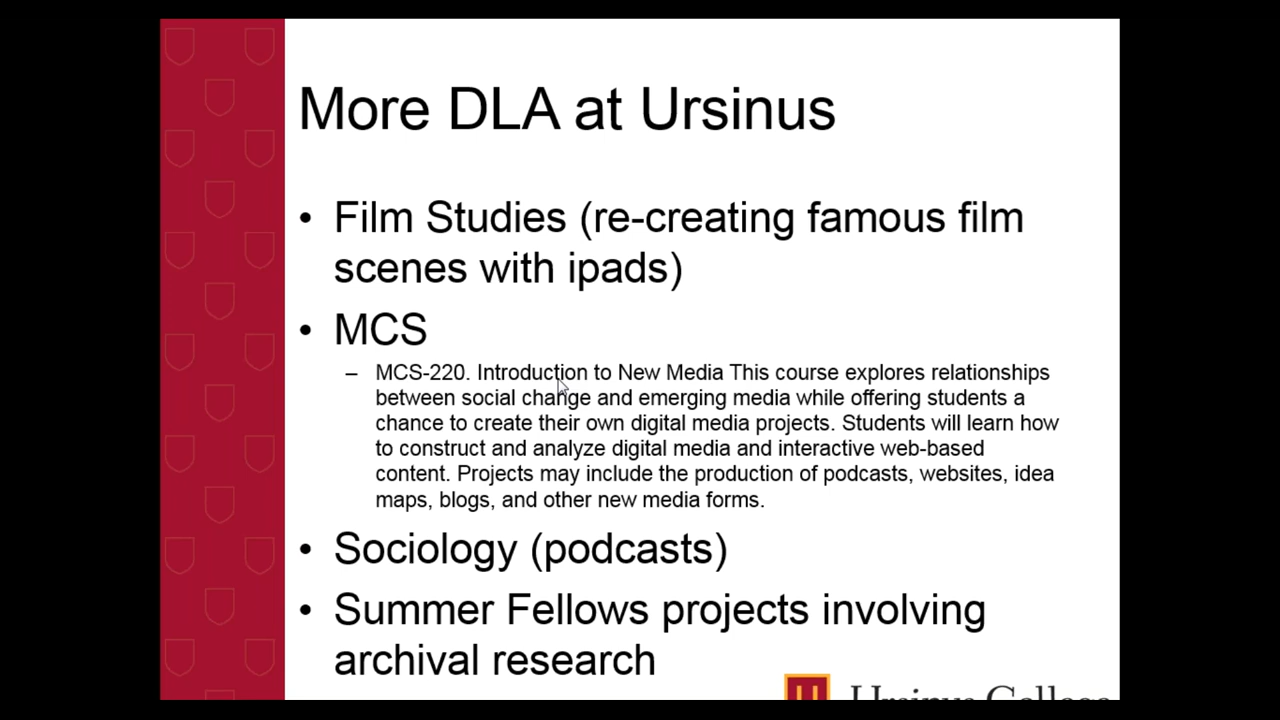 More DLA at Ursinus
• Film Studies (re-creating famous film
scenes with ipads)
• MCS
– MCS-220. Introduction to New Media This course explores relationships
between social change and emerging media while offering students a
chance to create their own digital media projects. Students will learn how
to construct and analyze digital media and interactive web-based
content. Projects may include the production of podcasts, websites, idea
maps, blogs, and other new media forms.
• Sociology (podcasts)
• Summer Fellows projects involving
archival research
U Ursinus College